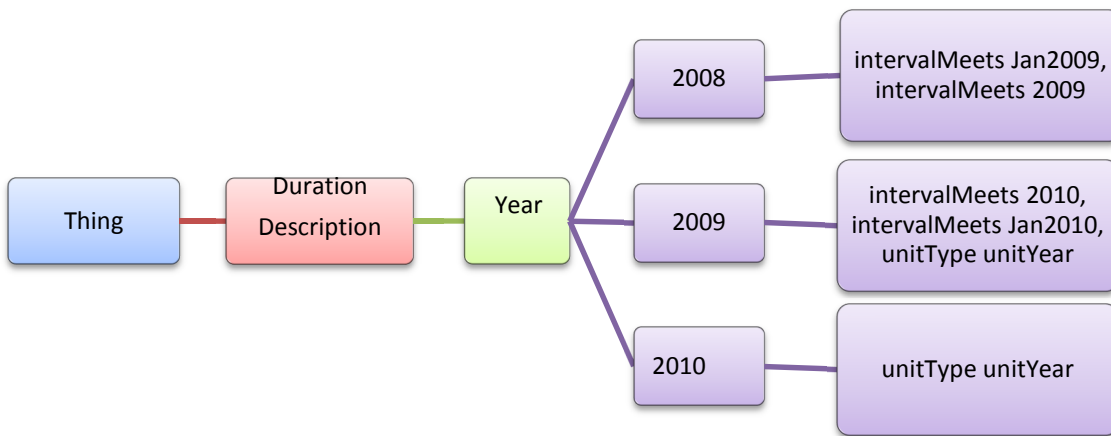 Thing
Duration
Description
Year
2008
intervalMeets Jan2009,
intervalMeets 2009
2009
intervalMeets 2010,
intervalMeets Jan2010,
unitType unitYear
2010
unitType unitYear